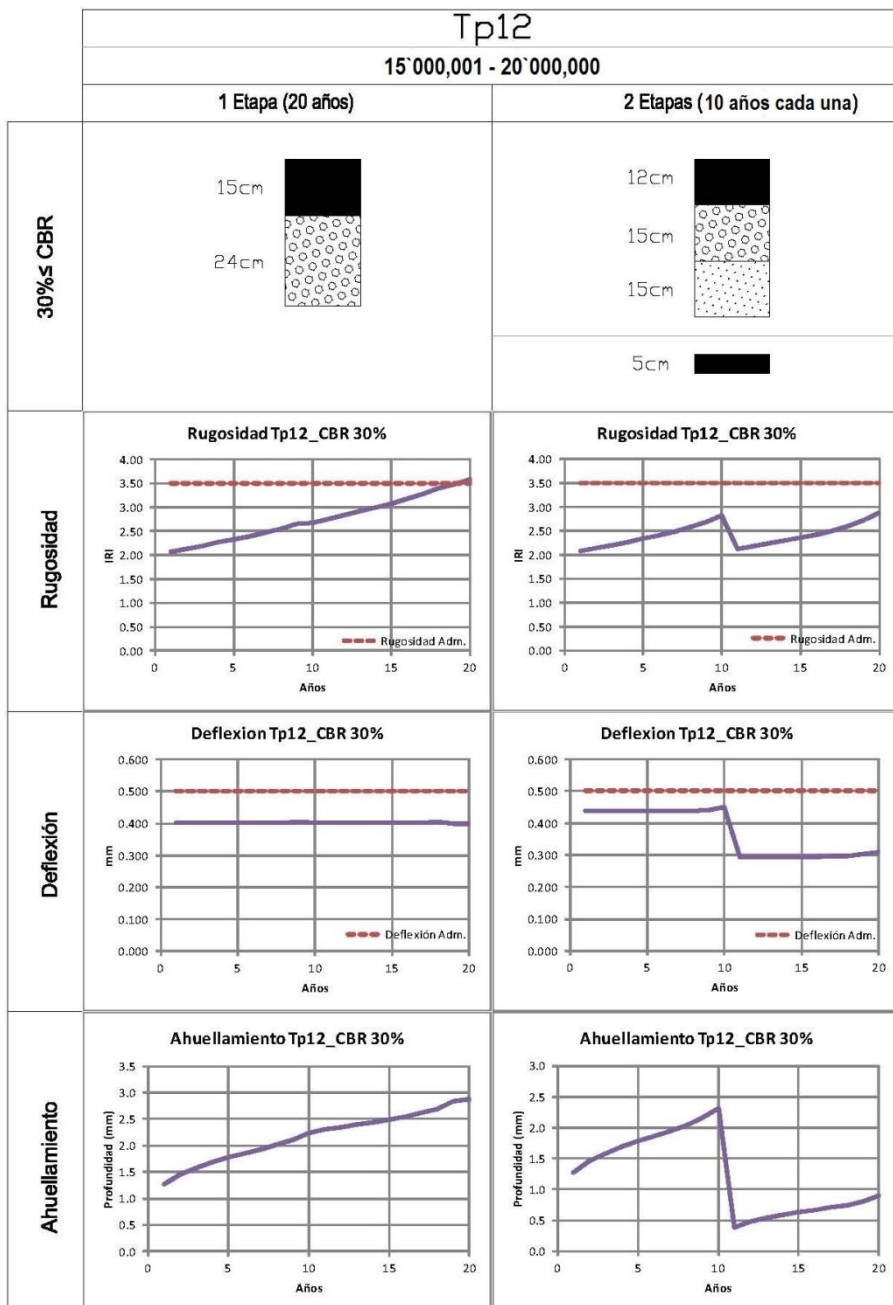 Tp12
15`000,001 - 20`000,000
1 Etapa (20 años)
2 Etapas (10 años cada una)
30%≤ CBR
15cm
24cm
12cm
15cm
15cm
5cm
Rugosidad
Rugosidad Tp12_CBR 30%
IRI
4.00
3.50
3.00
2.50
2.00
1.50
1.00
0.50
0.00
Rugosidad Adm.
0 5 10 15 20
Años
Rugosidad Tp12_CBR 30%
IRI
4.00
3.50
3.00
2.50
2.00
1.50
1.00
0.50
0.00
Rugosidad Adm.
0 5 10 15 20
Años
Deflexión
Deflexion Tp12_CBR 30%
mm
0.600
0.500
0.400
0.300
0.200
0.100
0.000
Deflexión Adm.
0 5 10 15 20
Años
Deflexion Tp12_CBR 30%
mm
0.600
0.500
0.400
0.300
0.200
0.100
0.000
Deflexión Adm.
0 5 10 15 20
Años
Ahuellamiento
Ahuellamiento Tp12_CBR 30%
Profundidad (mm)
3.5
3.0
2.5
2.0
1.5
1.0
0.5
0.0
0 5 10 15 20
Años
Ahuellamiento Tp12_CBR 30%
Profundidad (mm)
3.0
2.5
2.0
1.5
1.0
0.5
0.0
0 5 10 15 20
Años